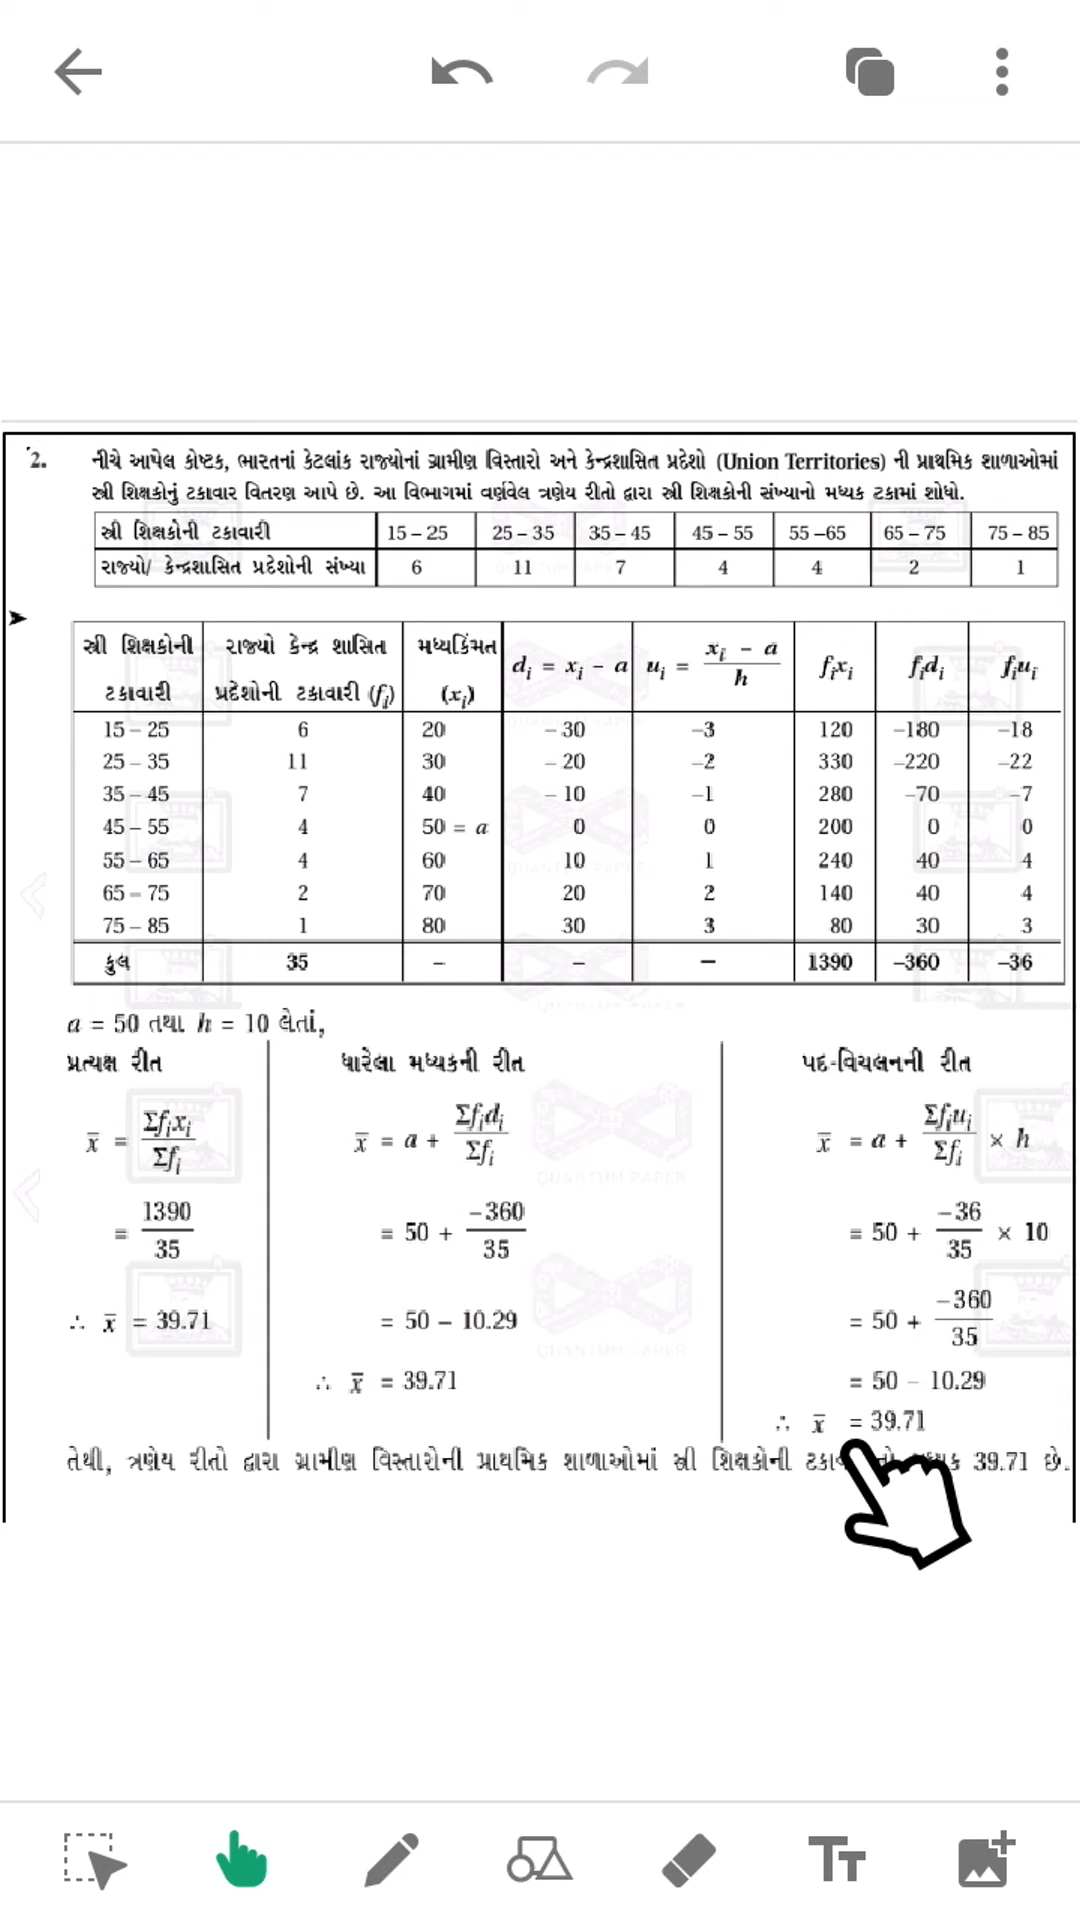 2. નીચે આપેલ કોષ્ટક, ભારતનાં કેટલાંક રાજ્યોનાં ગ્રામીણ વિસ્તારો અને કેન્દ્રશાસિત પ્રદેશો (Union Territories) ની પ્રાથમિક શાળાઓમાં
સ્ત્રી શિક્ષકોનું ટકાવાર વિતરણ આપે છે. આ વિભાગમાં વર્ણવેલ ત્રણેય રીતો દ્વારા સ્ત્રી શિક્ષકોની સંખ્યાનો મધ્યક ટકામાં શોધો.
સ્ત્રી શિક્ષકોની ટકાવારી 15 – 25 25 – 35 35 – 45 45 – 55 55 –65 65 – 75 75 – 85
રાજ્યો/ કેન્દ્રશાસિત પ્રદેશોની સંખ્યા 6 11 7 4 4 2 1
➤
સ્ત્રી શિક્ષકોની ટકાવારી રાજ્યો કેન્દ્ર શાસિત પ્રદેશોની ટકાવારી (fi) મધ્યકિંમત (xi) di = xi – a ui = (xi – a)/h fixi fidi fiui
15 – 25 6 20 – 30 –3 120 –180 –18
25 – 35 11 30 – 20 –2 330 –220 –22
35 – 45 7 40 – 10 –1 280 –70 –7
45 – 55 4 50 = a 0 0 200 0 0
55 – 65 4 60 10 1 240 40 4
65 – 75 2 70 20 2 140 40 4
75 – 85 1 80 30 3 80 30 3
કુલ 35 – – – 1390 –360 –36
a = 50 તથા h = 10 લેતાં,
પ્રત્યક્ષ રીત
x̄ = Σfixi/Σfi
= 1390/35
∴ x̄ = 39.71
ધારેલા મધ્યકની રીત
x̄ = a + Σfidi/Σfi
= 50 + –360/35
= 50 – 10.29
∴ x̄ = 39.71
પદ-વિચલનની રીત
x̄ = a + Σfiui/Σfi × h
= 50 + –36/35 × 10
= 50 + –360/35
= 50 – 10.29
∴ x̄ = 39.71
તેથી, ત્રણેય રીતો દ્વારા ગ્રામીણ વિસ્તારોની પ્રાથમિક શાળાઓમાં સ્ત્રી શિક્ષકોની 39.71 છે.
QUANTUM PAPER
QUANTUM PAPER
TT